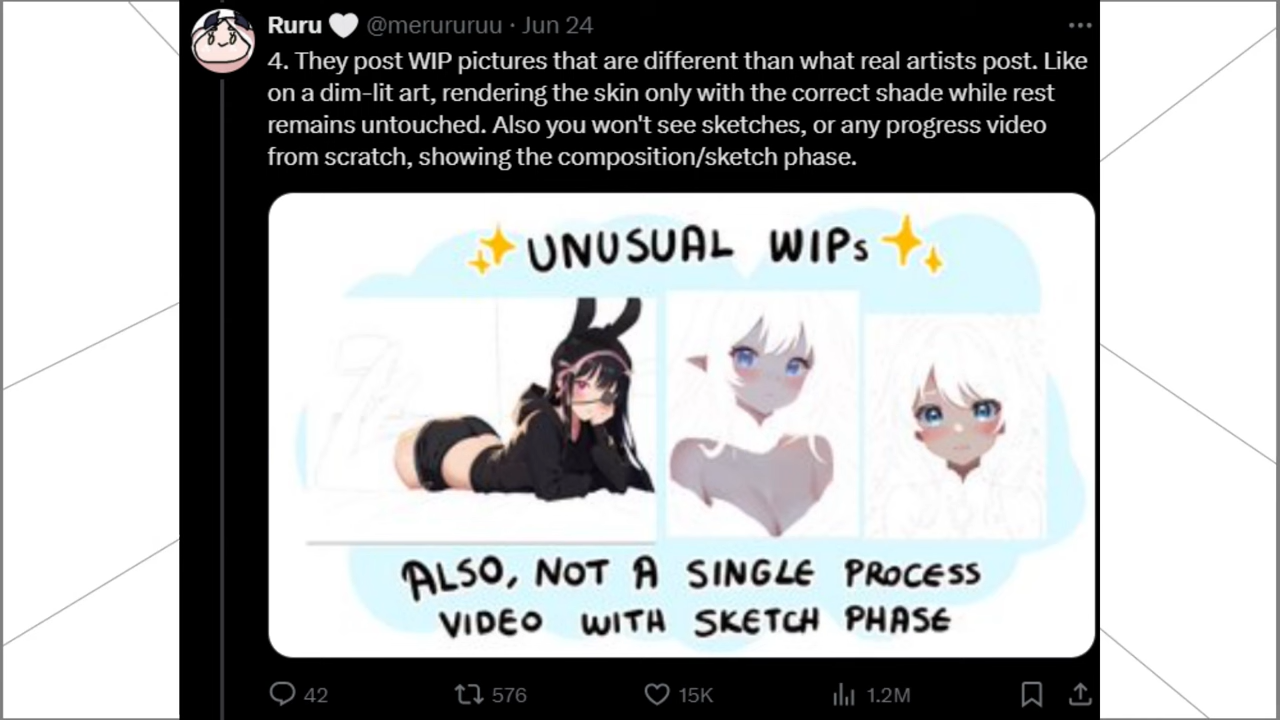 Ruru 🤍 @merururuu · Jun 24
4. They post WIP pictures that are different than what real artists post. Like
on a dim-lit art, rendering the skin only with the correct shade while rest
remains untouched. Also you won't see sketches, or any progress video
from scratch, showing the composition/sketch phase.
✨UNUSUAL WIPs✨
ALSO, NOT A SINGLE PROCESS
VIDEO WITH SKETCH PHASE
42 576 15K 1.2M